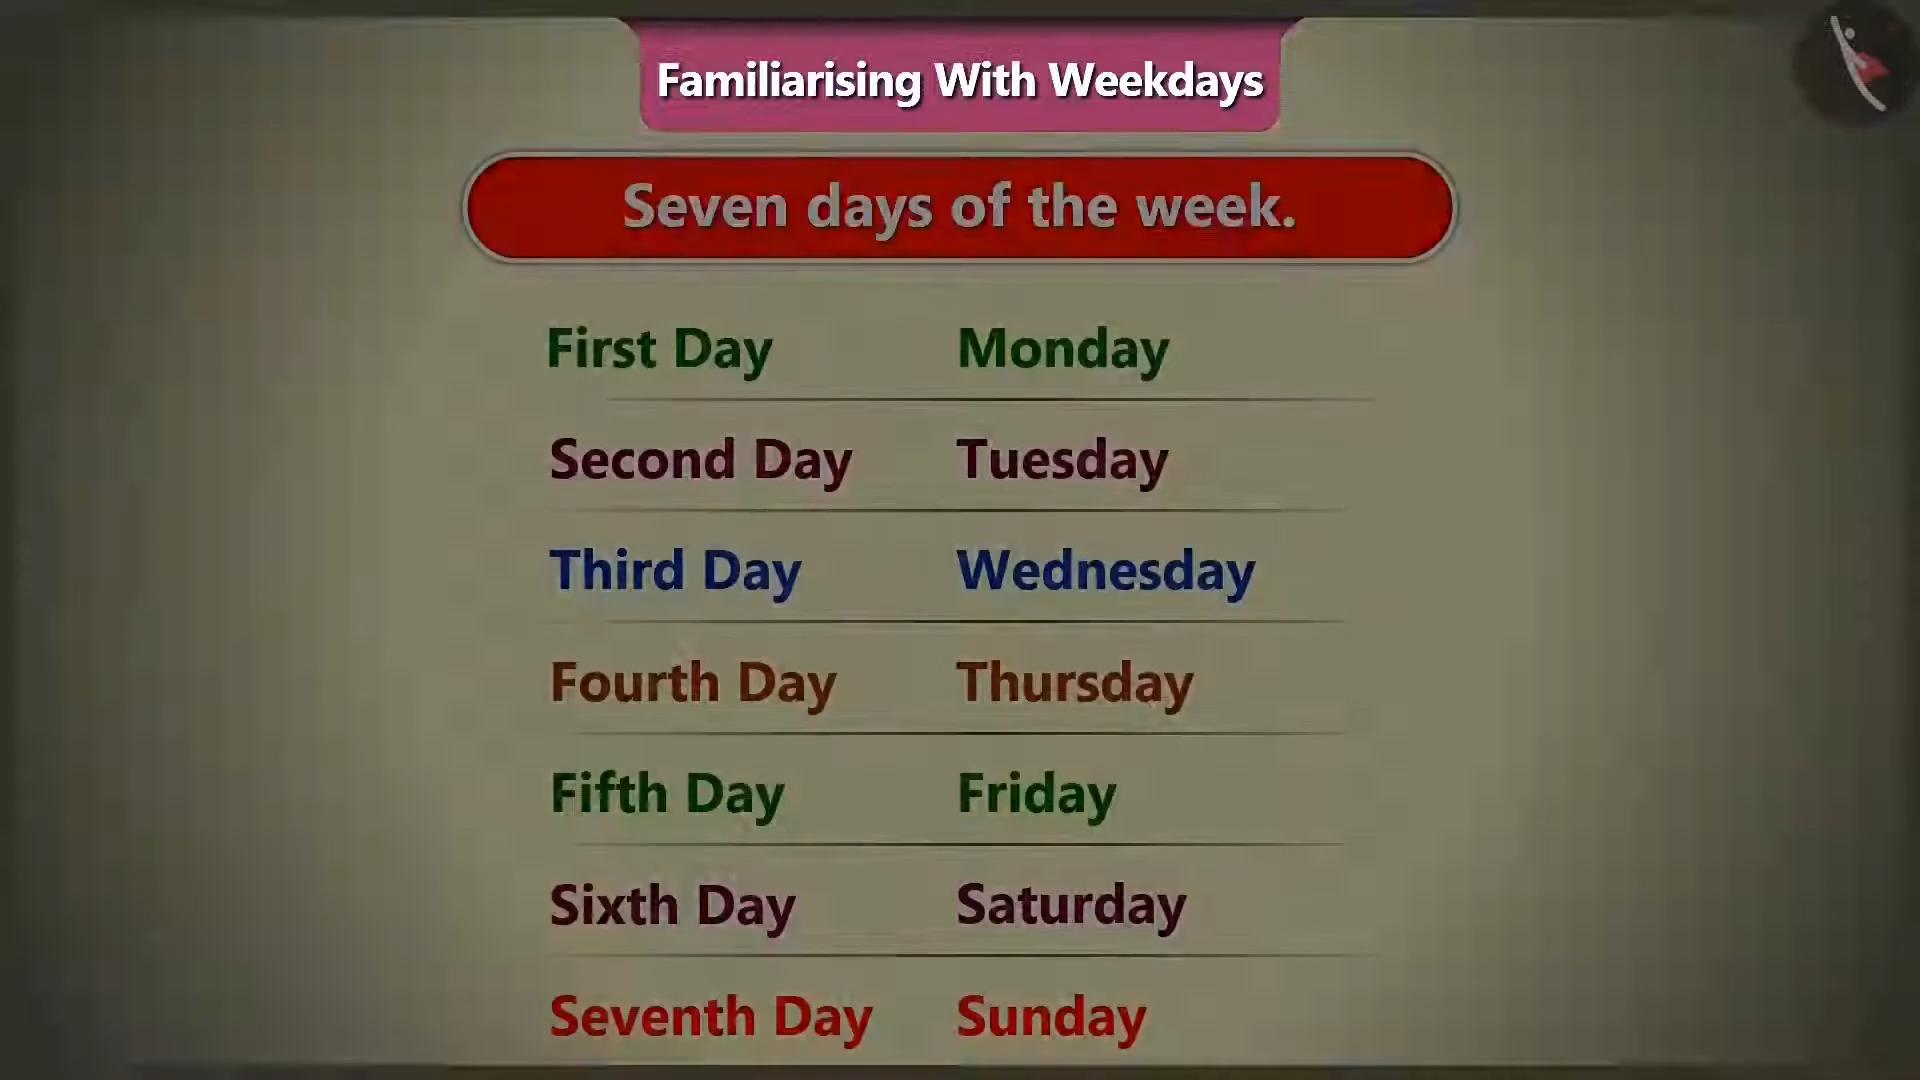 Familiarising With Weekdays
Seven days of the week.
First Day Monday
Second Day Tuesday
Third Day Wednesday
Fourth Day Thursday
Fifth Day Friday
Sixth Day Saturday
Seventh Day Sunday